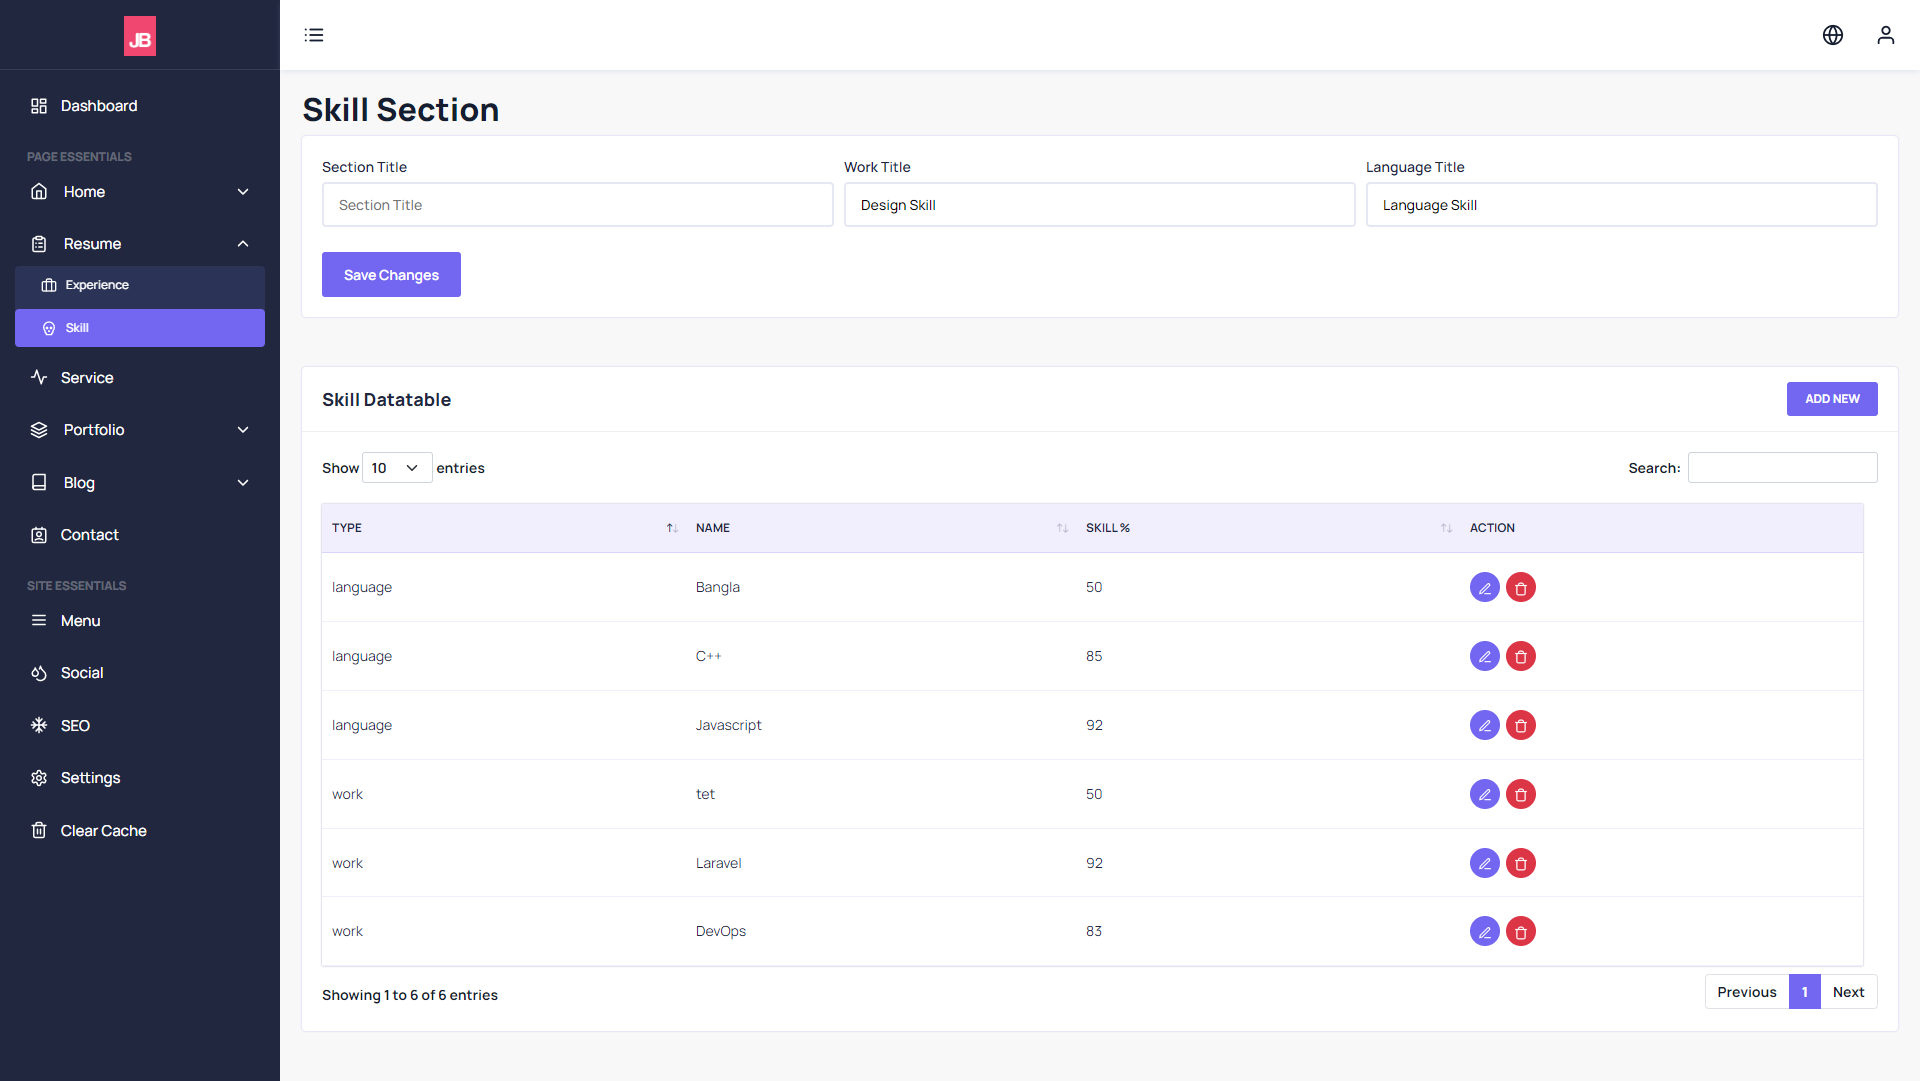 JB
Dashboard
PAGE ESSENTIALS
Home
Resume
Experience
Skill
Service
Portfolio
Blog
Contact
SITE ESSENTIALS
Menu
Social
SEO
Settings
Clear Cache
Skill Section
Section Title Work Title Language Title
Section Title Design Skill Language Skill
Save Changes
Skill Datatable ADD NEW
Show 10 entries Search:
TYPE NAME SKILL % ACTION
language Bangla 50
language C++ 85
language Javascript 92
work tet 50
work Laravel 92
work DevOps 83
Showing 1 to 6 of 6 entries Previous 1 Next